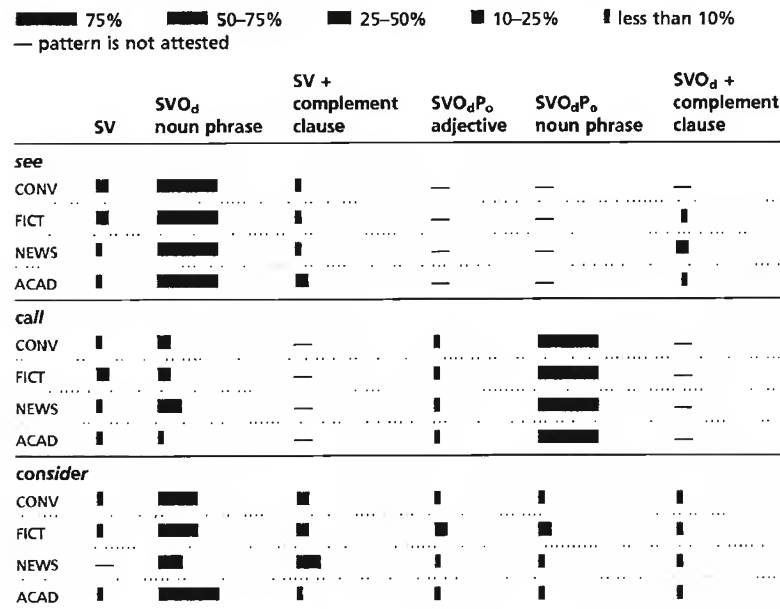 75% 50–75% 25–50% 10–25% less than 10%
— pattern is not attested
SV + SVOd +
SVOd complement SVOdPo SVOdPo complement
SV noun phrase clause adjective noun phrase clause
see
CONV — — —
FICT — —
NEWS — —
ACAD — —
call
CONV — —
FICT — —
NEWS — —
ACAD — —
consider
CONV
FICT
NEWS —
ACAD